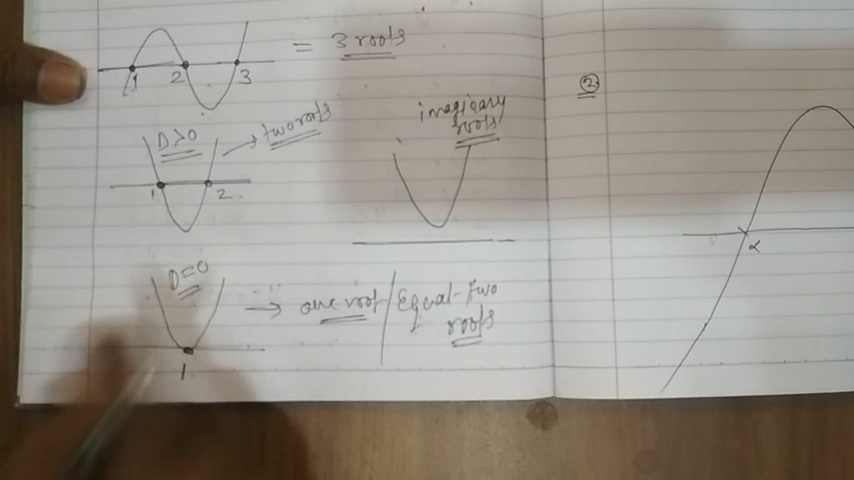 = 3 roots
1 2 3
D>0
→ two roots
1 2
imaginary
roots
D=0
→ one root / Equal-two
roots
1
②
α